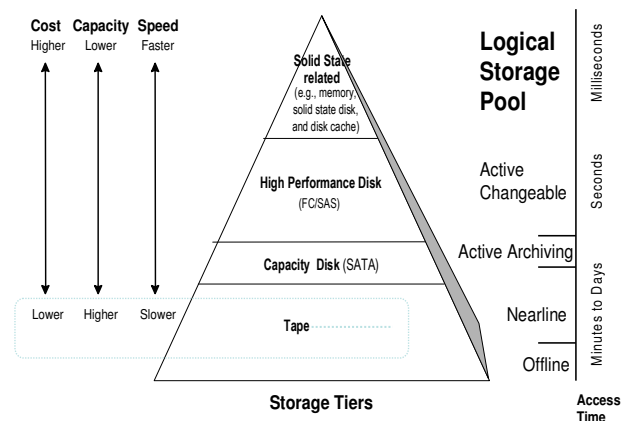 Cost Capacity Speed
Higher Lower Faster
Lower Higher Slower
Solid State
related
(e.g., memory,
solid state disk,
and disk cache)
High Performance Disk
(FC/SAS)
Capacity Disk (SATA)
Tape
Storage Tiers
Logical
Storage
Pool
Active
Changeable
Active Archiving
Nearline
Offline
Milliseconds
Seconds
Minutes to Days
Access
Time